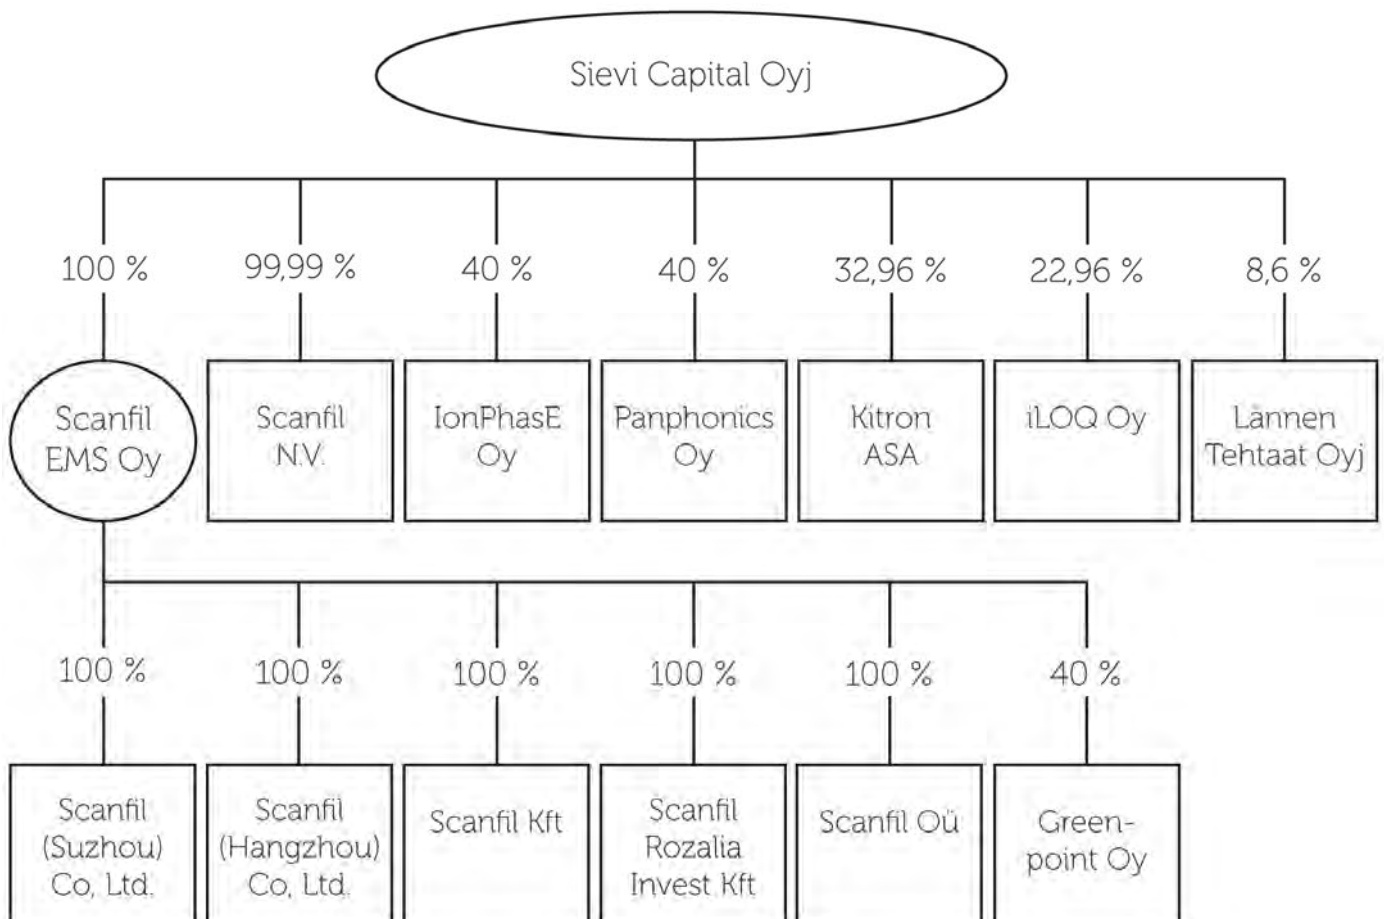 Sievi Capital Oyj
100 %
99,99 %
40 %
40 %
32,96 %
22,96 %
8,6 %
Scanfil
EMS Oy
Scanfil
N.V.
IonPhasE
Oy
Panphonics
Oy
Kitron
ASA
iLOQ Oy
Lännen
Tehtaat Oyj
100 %
100 %
100 %
100 %
100 %
40 %
Scanfil
(Suzhou)
Co, Ltd.
Scanfil
(Hangzhou)
Co, Ltd.
Scanfil Kft
Scanfil
Rozalia
Invest Kft
Scanfil Oü
Green-
point Oy